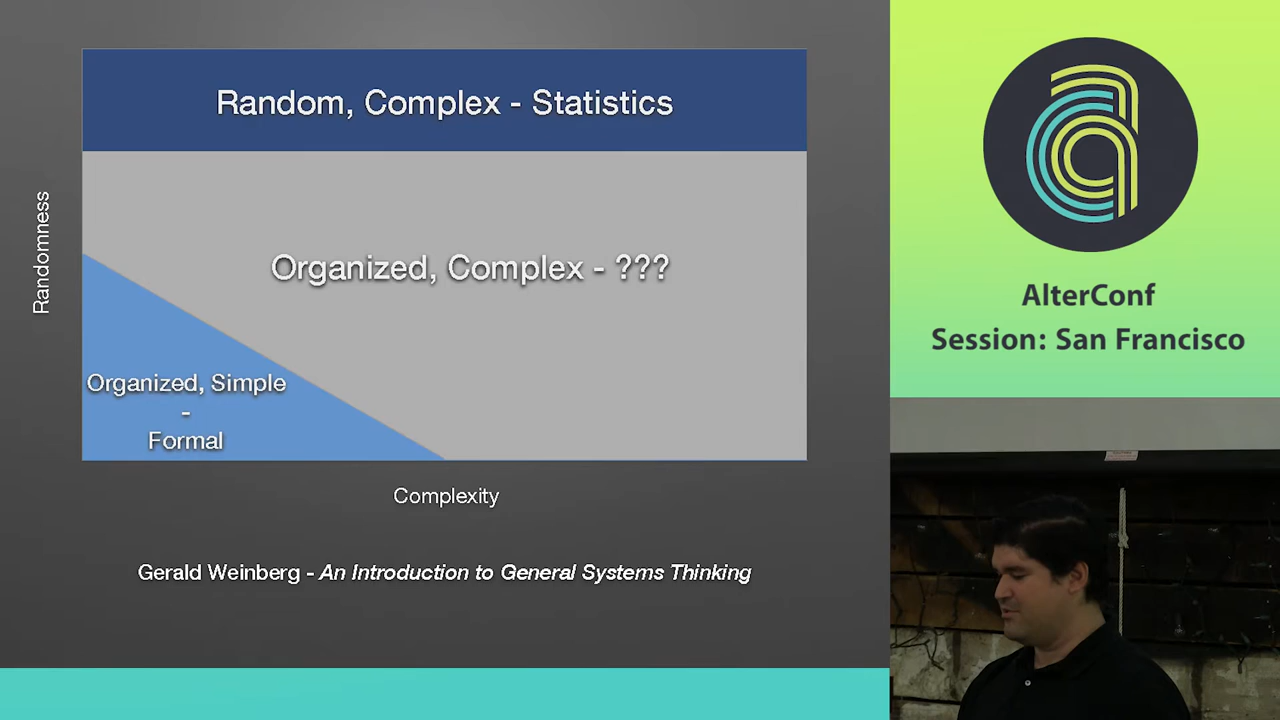 Random, Complex - Statistics
Randomness
Organized, Complex - ???
Organized, Simple
-
Formal
Complexity
Gerald Weinberg - An Introduction to General Systems Thinking
AlterConf
Session: San Francisco